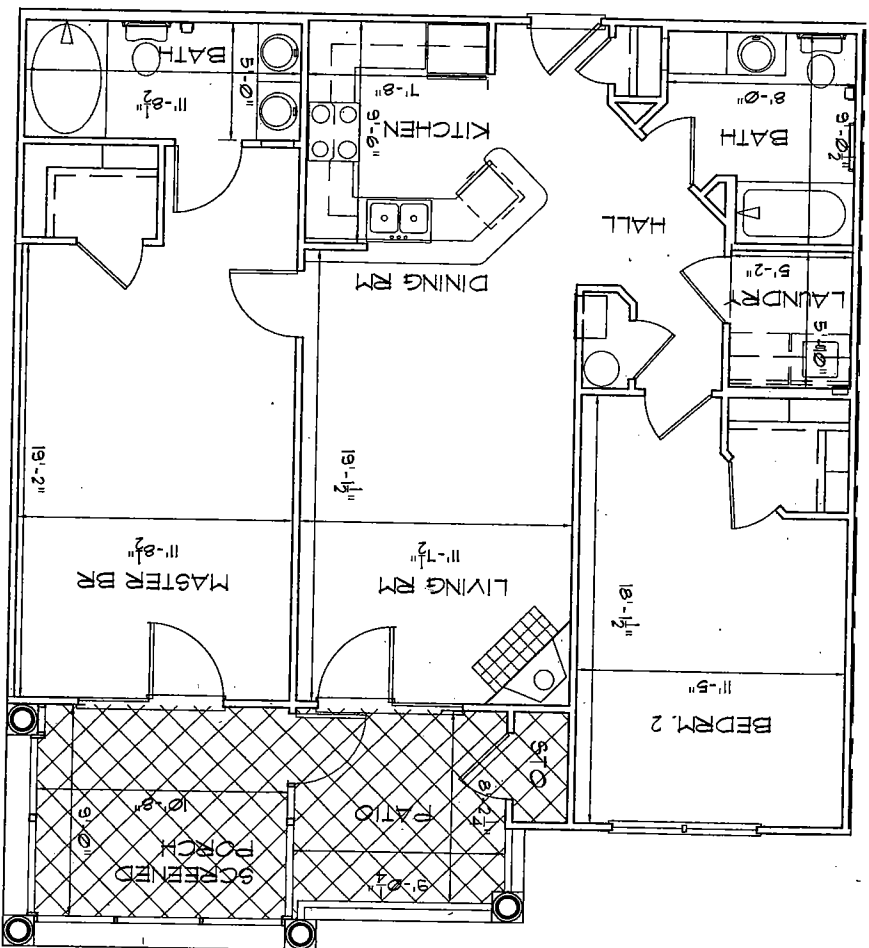 SCREENED
PORCH
10'-8"
9'-0"
9'-0¼"
PATIO
8'-2¼"
STO
BEDRM. 2
11'-5"
18'-1½"
LIVING RM
11'-7½"
19'-1½"
MASTER BR
11'-8½"
19'-2"
LAUNDRY
5'-2"
5'-10"
DINING RM
HALL
BATH
9'-0½"
8'-0"
KITCHEN
9'-6"
7'-8"
BATH
11'-8½"
5'-0"